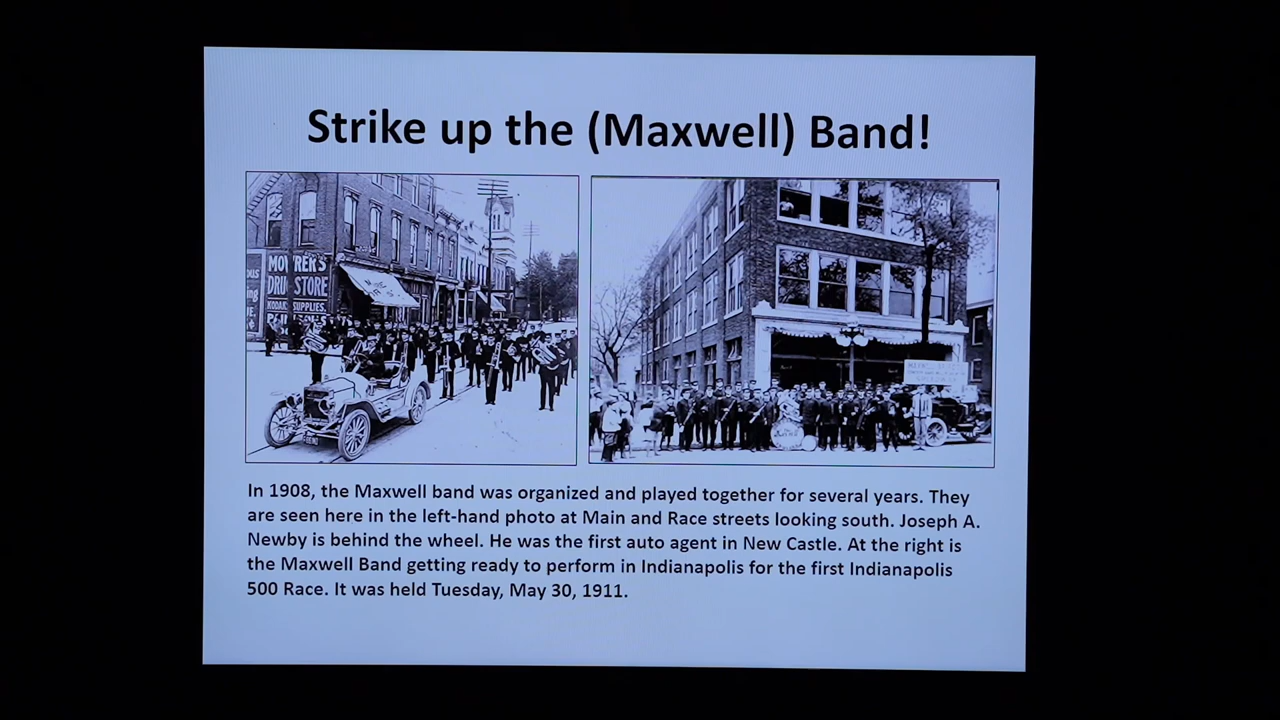 Strike up the (Maxwell) Band!
MOWRER'S
DRUG STORE
KODAK SUPPLIES
In 1908, the Maxwell band was organized and played together for several years. They
are seen here in the left-hand photo at Main and Race streets looking south. Joseph A.
Newby is behind the wheel. He was the first auto agent in New Castle. At the right is
the Maxwell Band getting ready to perform in Indianapolis for the first Indianapolis
500 Race. It was held Tuesday, May 30, 1911.